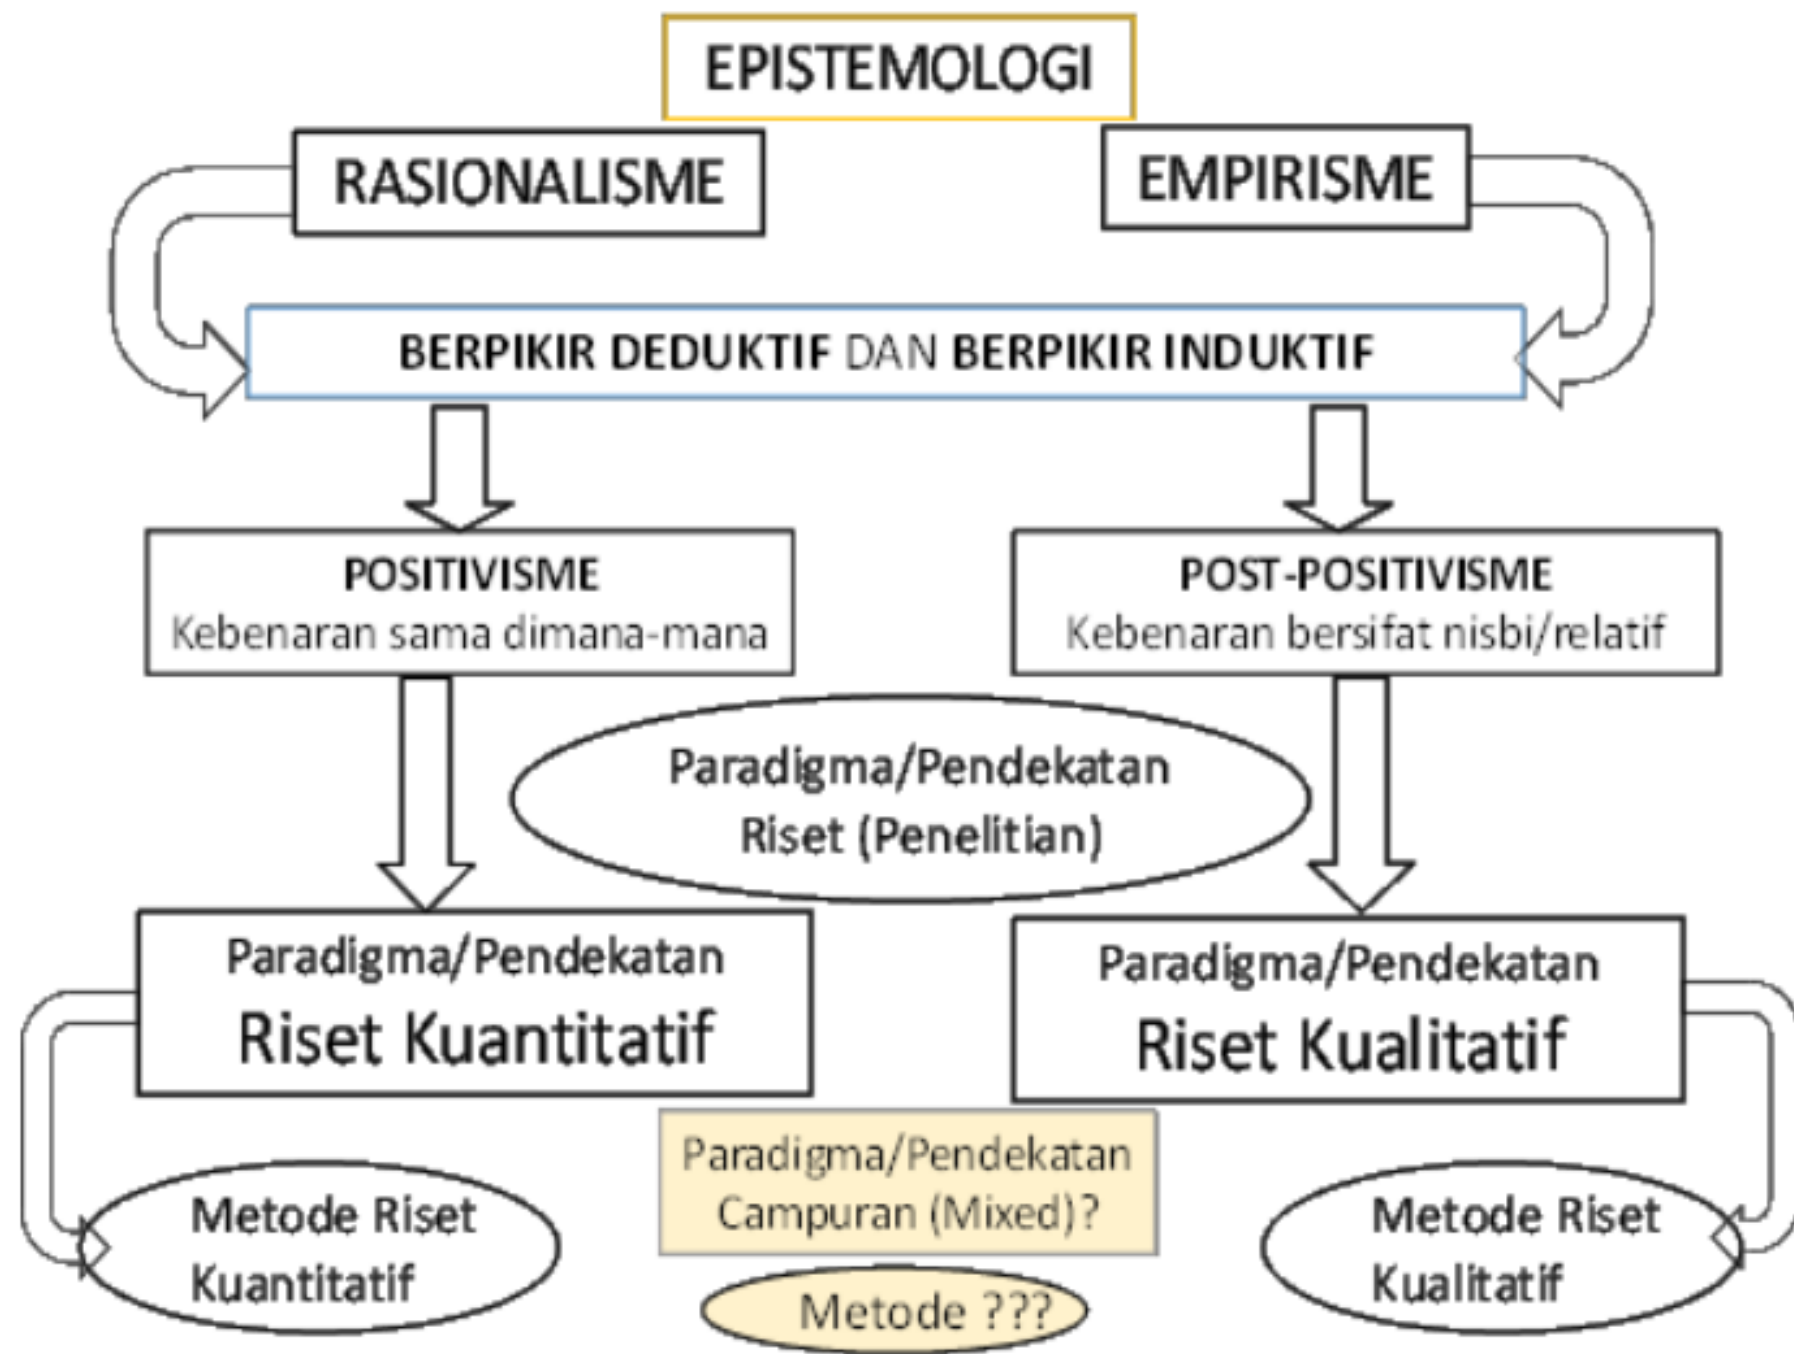 EPISTEMOLOGI
RASIONALISME
EMPIRISME
BERPIKIR DEDUKTIF DAN BERPIKIR INDUKTIF
POSITIVISME
Kebenaran sama dimana-mana
POST-POSITIVISME
Kebenaran bersifat nisbi/relatif
Paradigma/Pendekatan
Riset (Penelitian)
Paradigma/Pendekatan
Riset Kuantitatif
Paradigma/Pendekatan
Riset Kualitatif
Paradigma/Pendekatan
Campuran (Mixed)?
Metode Riset
Kuantitatif
Metode ???
Metode Riset
Kualitatif